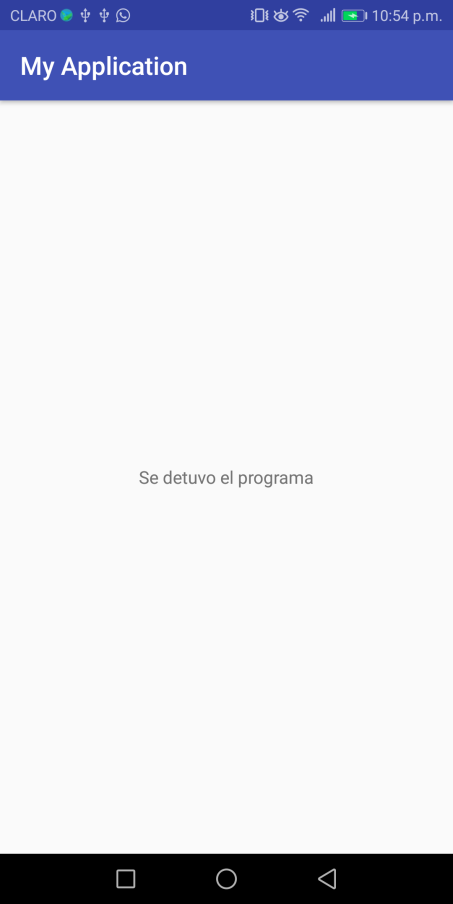 CLARO 10:54 p.m.
My Application
Se detuvo el programa